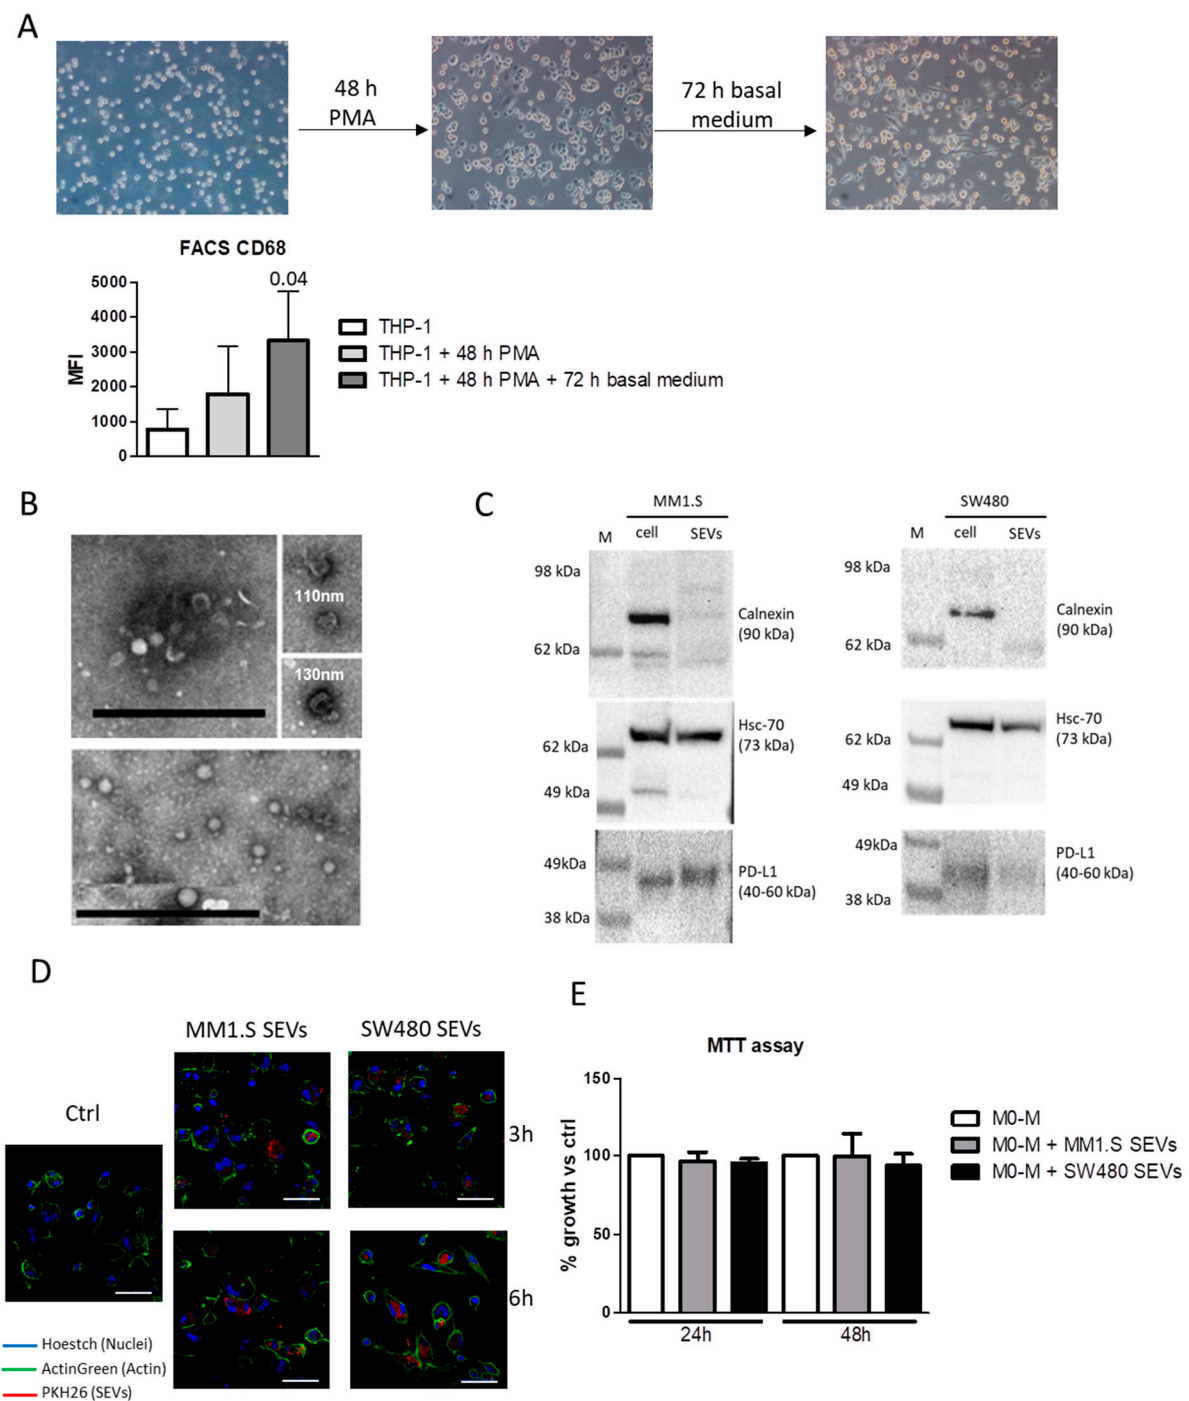 A
48 h
PMA
72 h basal
medium
FACS CD68
0.04
5000
4000
3000
2000
1000
0
MFI
THP-1
THP-1 + 48 h PMA
THP-1 + 48 h PMA + 72 h basal medium
B
110nm
130nm
C
MM1.S
M
cell
SEVs
98 kDa
62 kDa
Calnexin
(90 kDa)
62 kDa
49 kDa
Hsc-70
(73 kDa)
49kDa
38 kDa
PD-L1
(40-60 kDa)
SW480
M
cell
SEVs
98 kDa
62 kDa
Calnexin
(90 kDa)
62 kDa
49 kDa
Hsc-70
(73 kDa)
49kDa
38 kDa
PD-L1
(40-60 kDa)
D
MM1.S SEVs
SW480 SEVs
Ctrl
3h
6h
Hoestch (Nuclei)
ActinGreen (Actin)
PKH26 (SEVs)
E
MTT assay
% growth vs ctrl
150
100
50
0
24h
48h
M0-M
M0-M + MM1.S SEVs
M0-M + SW480 SEVs